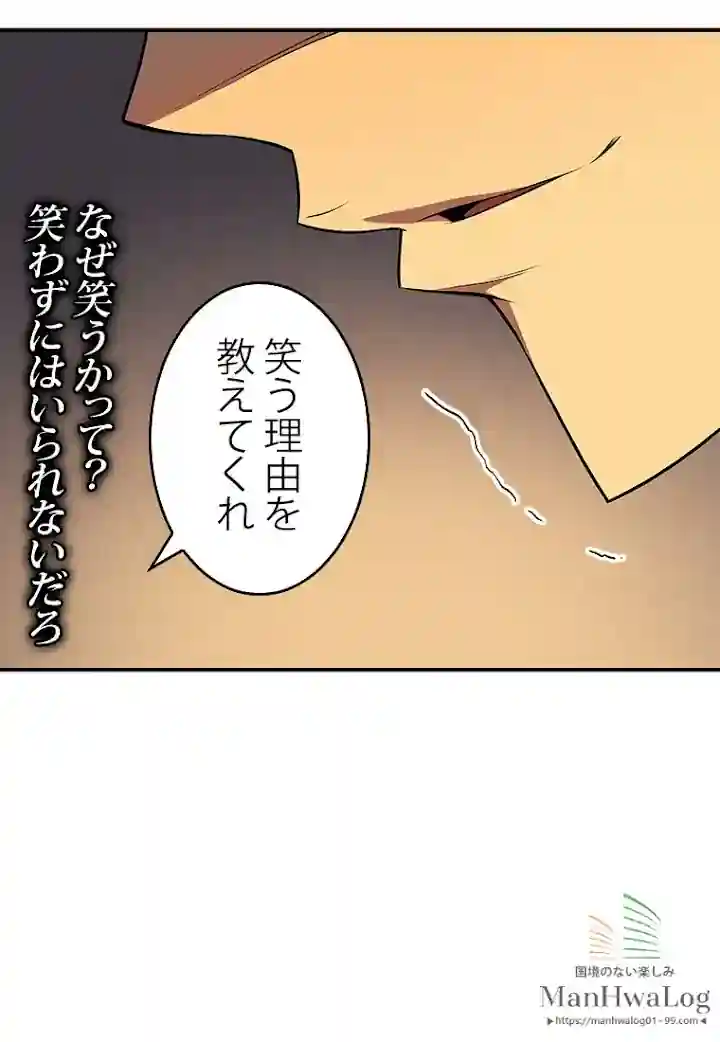 なぜ笑うかって？
笑わずにはいられないだろ
笑う理由を
教えてくれ
国境のない楽しみ
ManHwaLog
▶https://manhwalog01-99.com◀